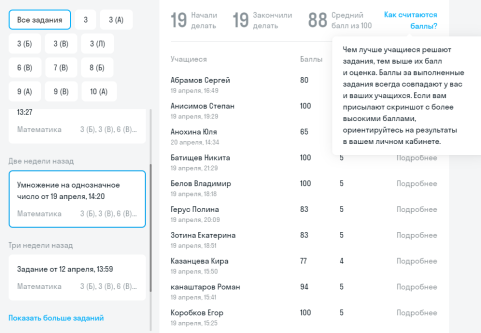 Все задания
3
3 (А)
3 (Б)
3 (В)
3 (П)
6 (В)
7 (В)
8 (Б)
9 (А)
9 (В)
10 (А)
13:27
Математика 3 (Б), 3 (В), 6 (В)...
Две недели назад
Умножение на однозначное
число от 19 апреля, 14:20
Математика 3 (Б), 3 (В), 6 (В)...
Три недели назад
Задание от 12 апреля, 13:59
Математика 3 (Б), 3 (В), 6 (В)...
Показать больше заданий
19 Начали
делать
19 Закончили
делать
88 Средний
балл из 100
Как считаются
баллы?
Чем лучше учащиеся решают
задания, тем выше их балл
и оценка. Баллы за выполненные
задания всегда совпадают у вас
и ваших учащихся. Если вам
присылают скриншот с более
высокими баллами,
ориентируйтесь на результаты
в вашем личном кабинете.
Учащиеся Баллы
Абрамов Сергей 80
19 апреля, 16:49
Анисимов Степан 100
19 апреля, 19:29
Анохина Юля 65
20 апреля, 14:34
Батищев Никита 100 5 Подробнее
19 апреля, 21:29
Белов Владимир 100 5 Подробнее
19 апреля, 18:16
Герус Полина 83 5 Подробнее
19 апреля, 20:09
Зотина Екатерина 83 5 Подробнее
19 апреля, 18:51
Казанцева Кира 77 4 Подробнее
19 апреля, 15:50
канаштаров Роман 94 5 Подробнее
19 апреля, 15:41
Коробков Егор 100 5 Подробнее
19 апреля, 15:25